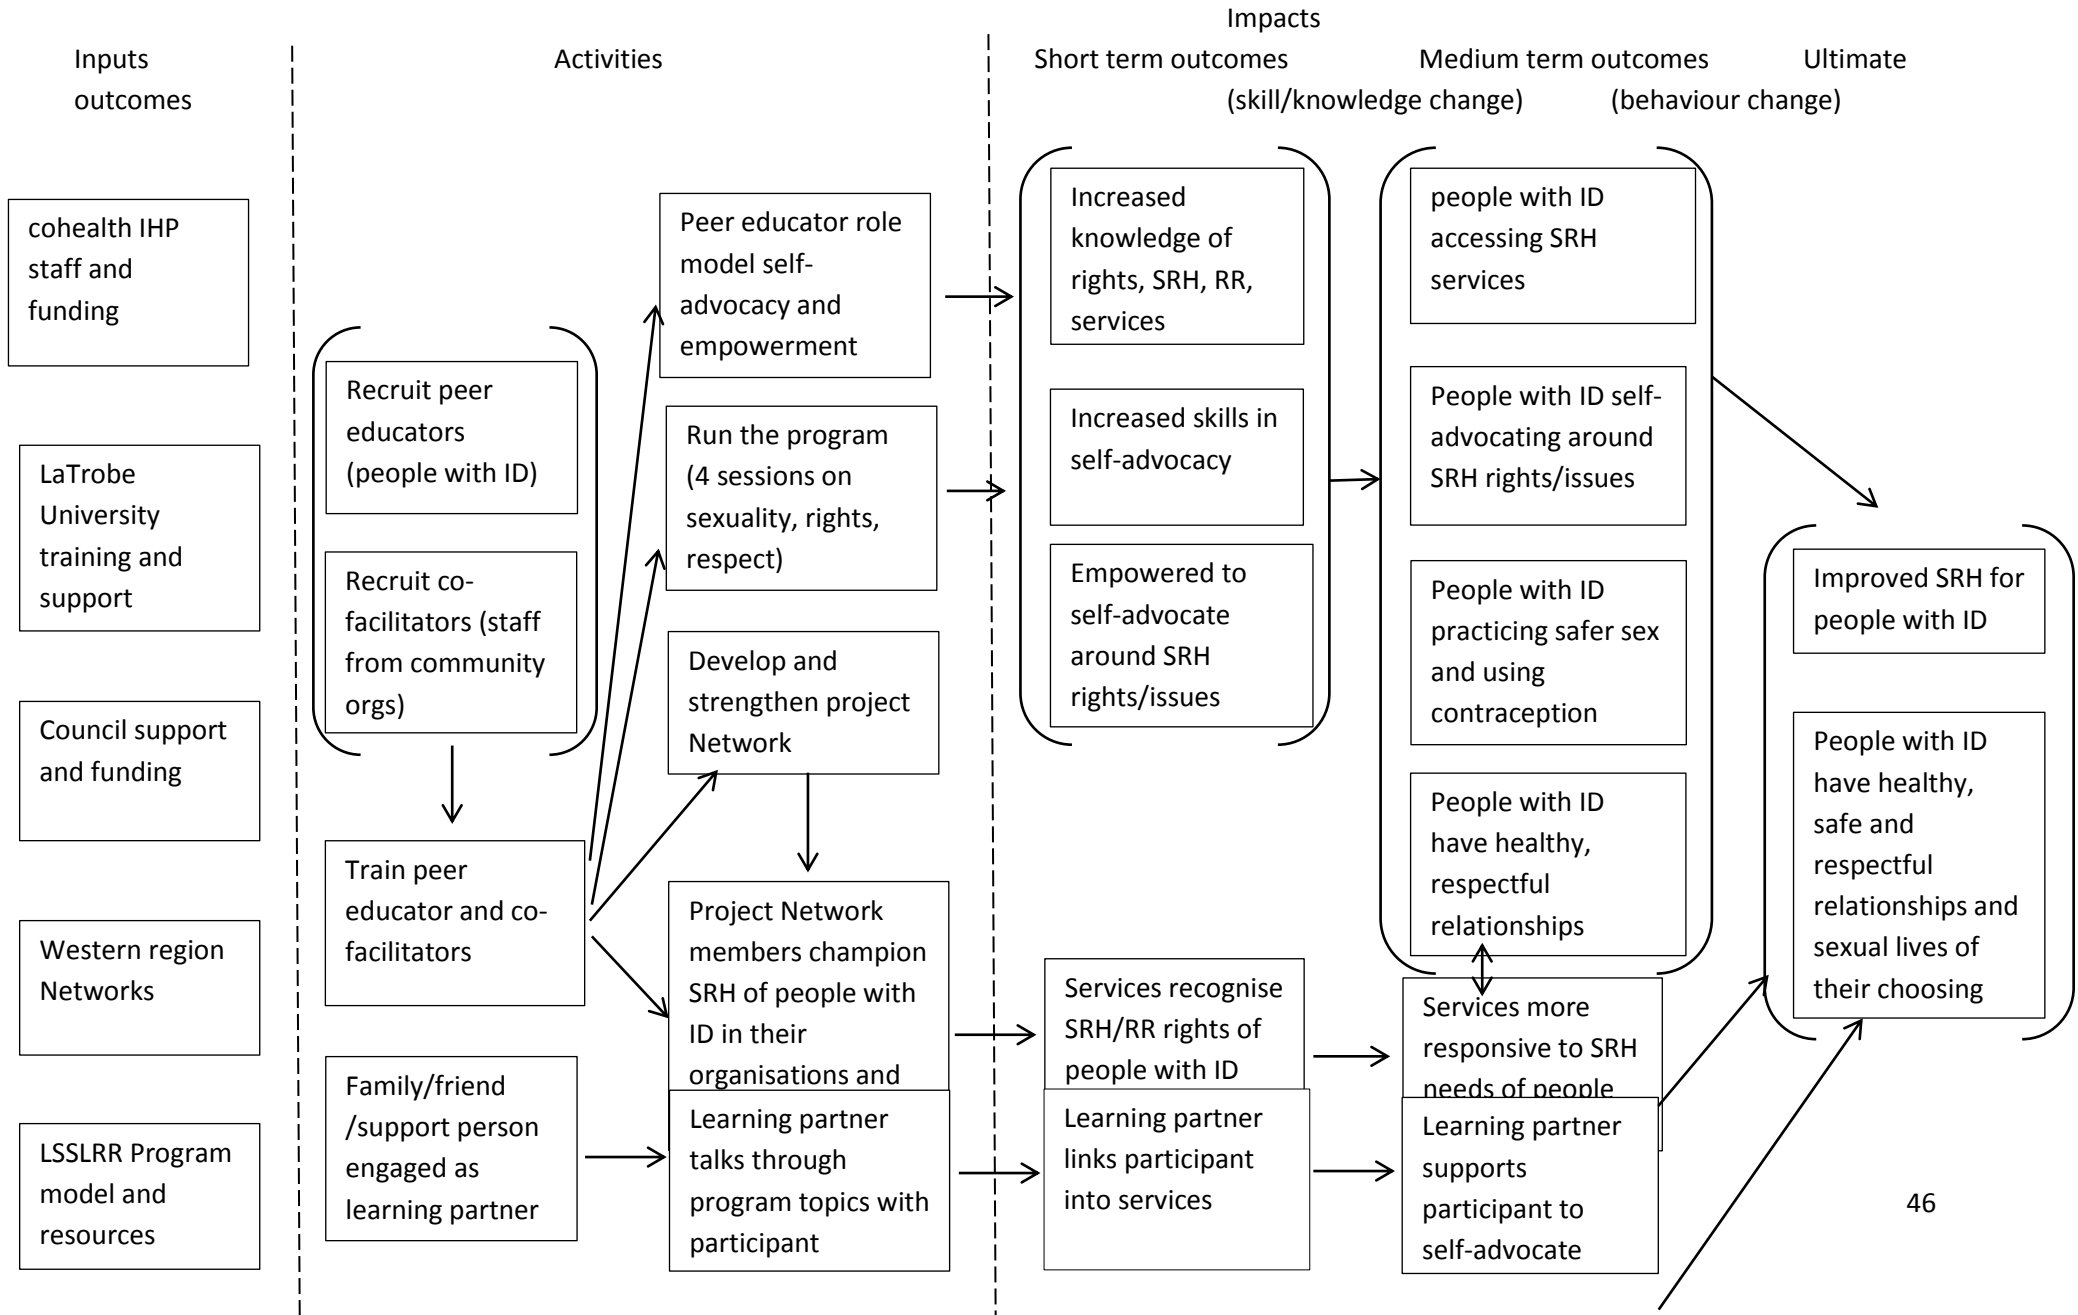 Impacts
Inputs
outcomes
Activities
Short term outcomes
(skill/knowledge change)
Medium term outcomes
(behaviour change)
Ultimate
cohealth IHP
staff and
funding
LaTrobe
University
training and
support
Council support
and funding
Western region
Networks
LSSLRR Program
model and
resources
Recruit peer
educators
(people with ID)
Recruit co-
facilitators (staff
from community
orgs)
Train peer
educator and co-
facilitators
Family/friend
/support person
engaged as
learning partner
Peer educator role
model self-
advocacy and
empowerment
Run the program
(4 sessions on
sexuality, rights,
respect)
Develop and
strengthen project
Network
Project Network
members champion
SRH of people with
ID in their
organisations and
Learning partner
talks through
program topics with
participant
Increased
knowledge of
rights, SRH, RR,
services
Increased skills in
self-advocacy
Empowered to
self-advocate
around SRH
rights/issues
Services recognise
SRH/RR rights of
people with ID
Learning partner
links participant
into services
people with ID
accessing SRH
services
People with ID self-
advocating around
SRH rights/issues
People with ID
practicing safer sex
and using
contraception
People with ID
have healthy,
respectful
relationships
Services more
responsive to SRH
needs of people
Learning partner
supports
participant to
self-advocate
Improved SRH for
people with ID
People with ID
have healthy,
safe and
respectful
relationships and
sexual lives of
their choosing
46